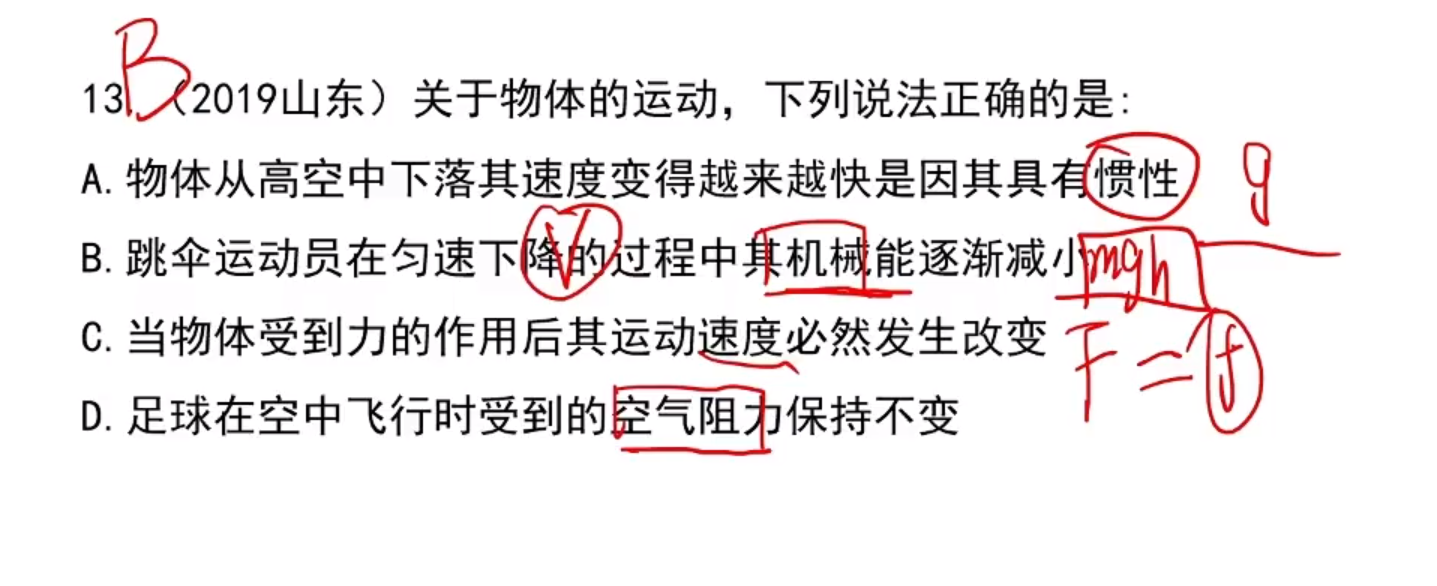 B
13.（2019山东）关于物体的运动，下列说法正确的是：
A. 物体从高空中下落其速度变得越来越快是因其具有惯性 g
B. 跳伞运动员在匀速下降的过程中其机械能逐渐减小 mgh
V
C. 当物体受到力的作用后其运动速度必然发生改变 F=f
D. 足球在空中飞行时受到的空气阻力保持不变